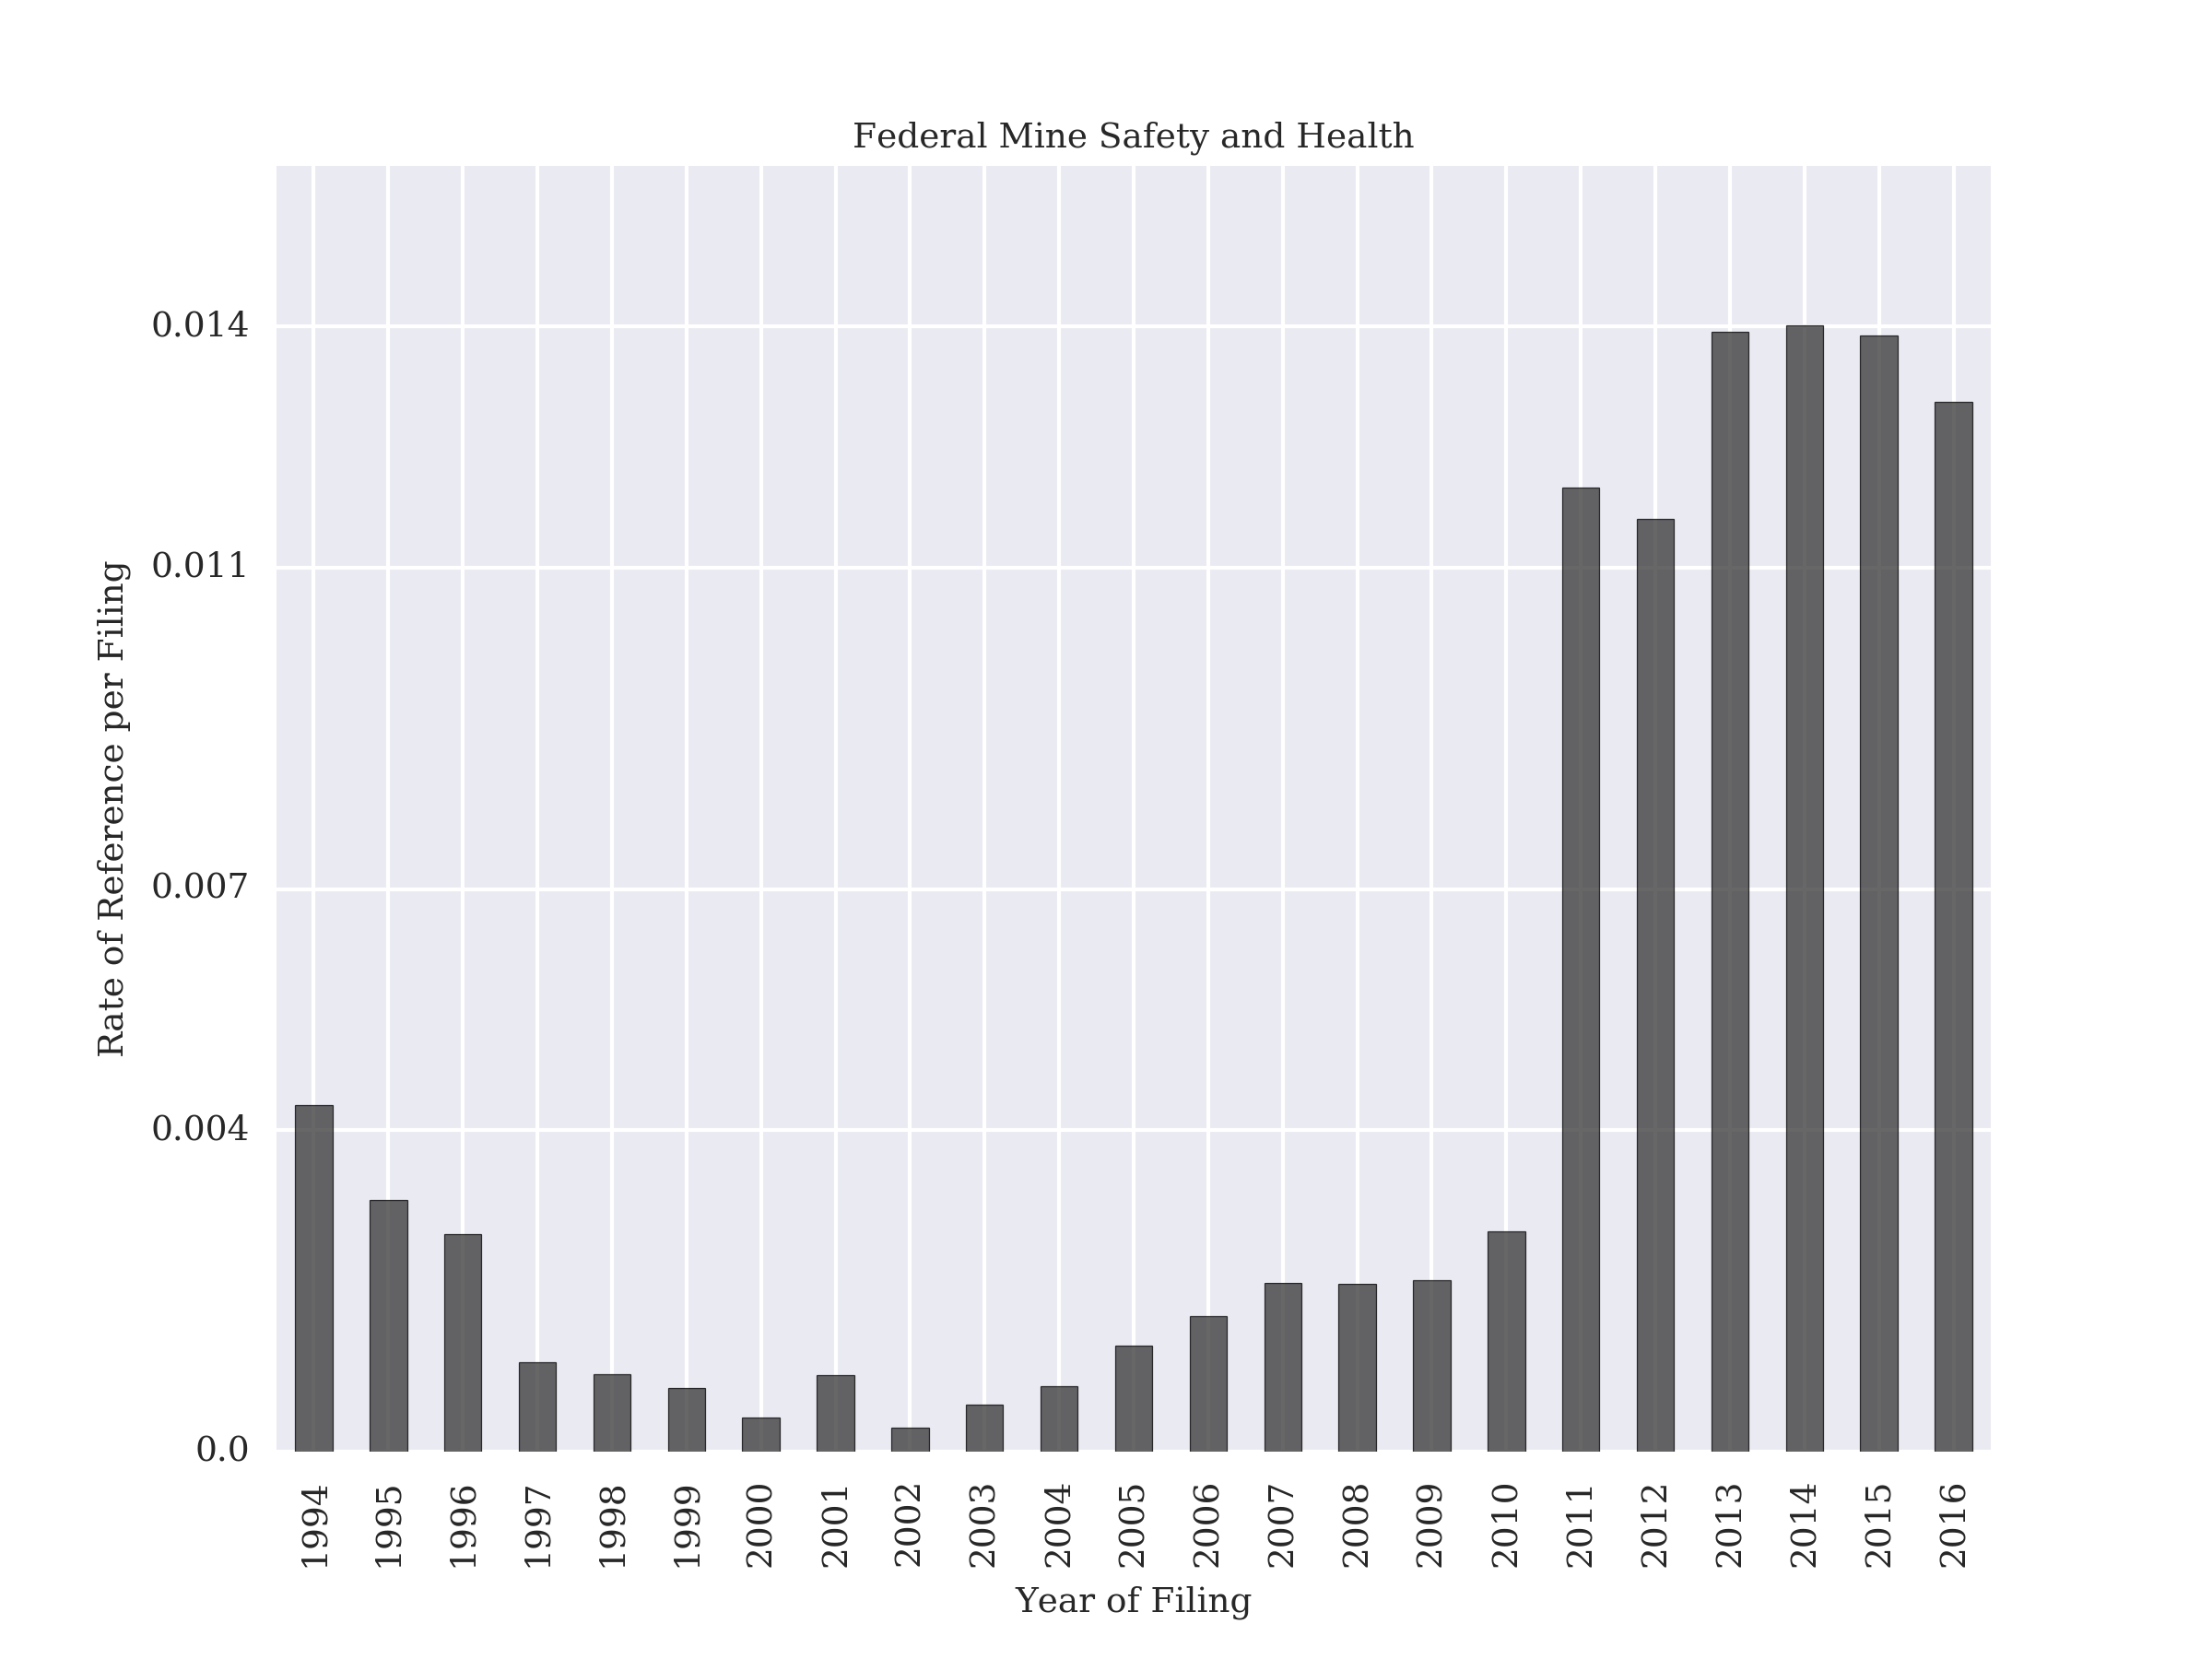 Federal Mine Safety and Health
Rate of Reference per Filing
0.014
0.011
0.007
0.004
0.0
1994 1995 1996 1997 1998 1999 2000 2001 2002 2003 2004 2005 2006 2007 2008 2009 2010 2011 2012 2013 2014 2015 2016
Year of Filing